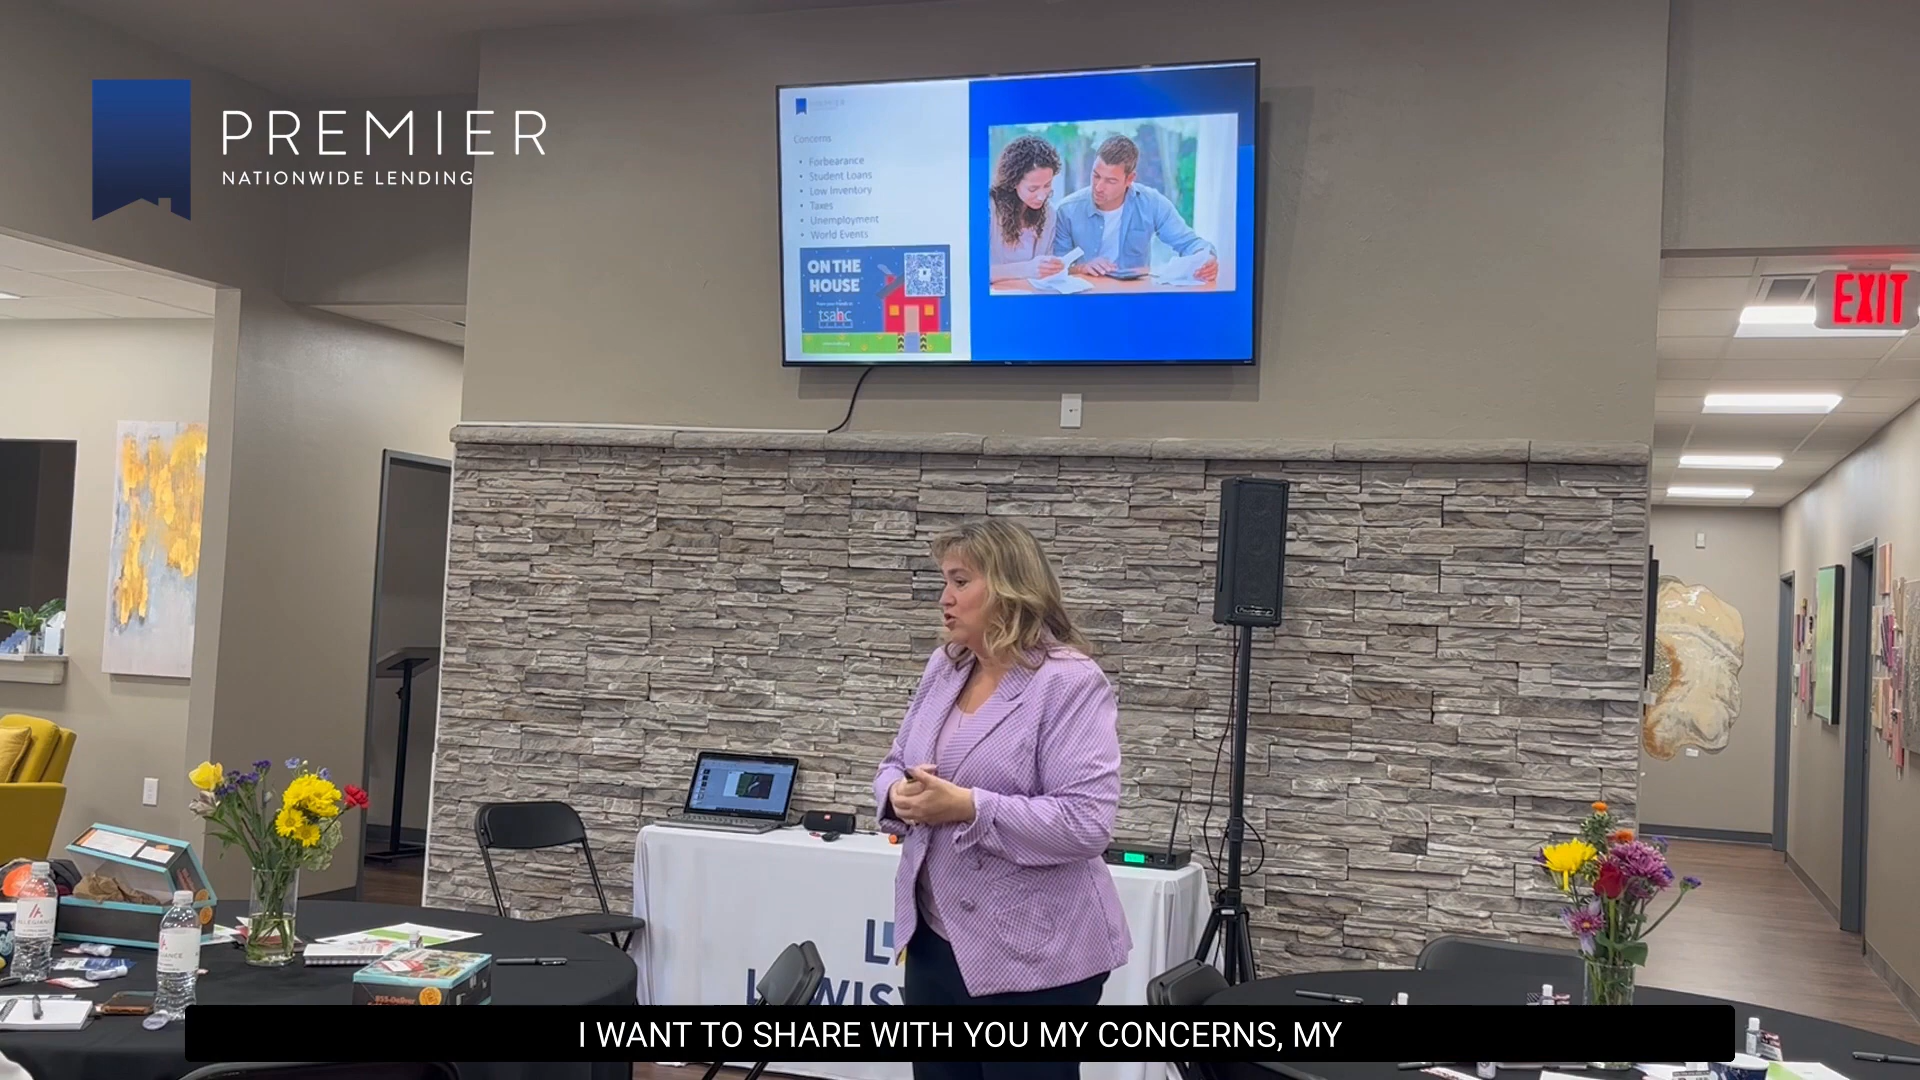 PREMIER
NATIONWIDE LENDING
Concerns
• Forbearance
• Student Loans
• Low Inventory
• Taxes
• Unemployment
• World Events
ON THE
HOUSE
tsahc
EXIT
I WANT TO SHARE WITH YOU MY CONCERNS, MY